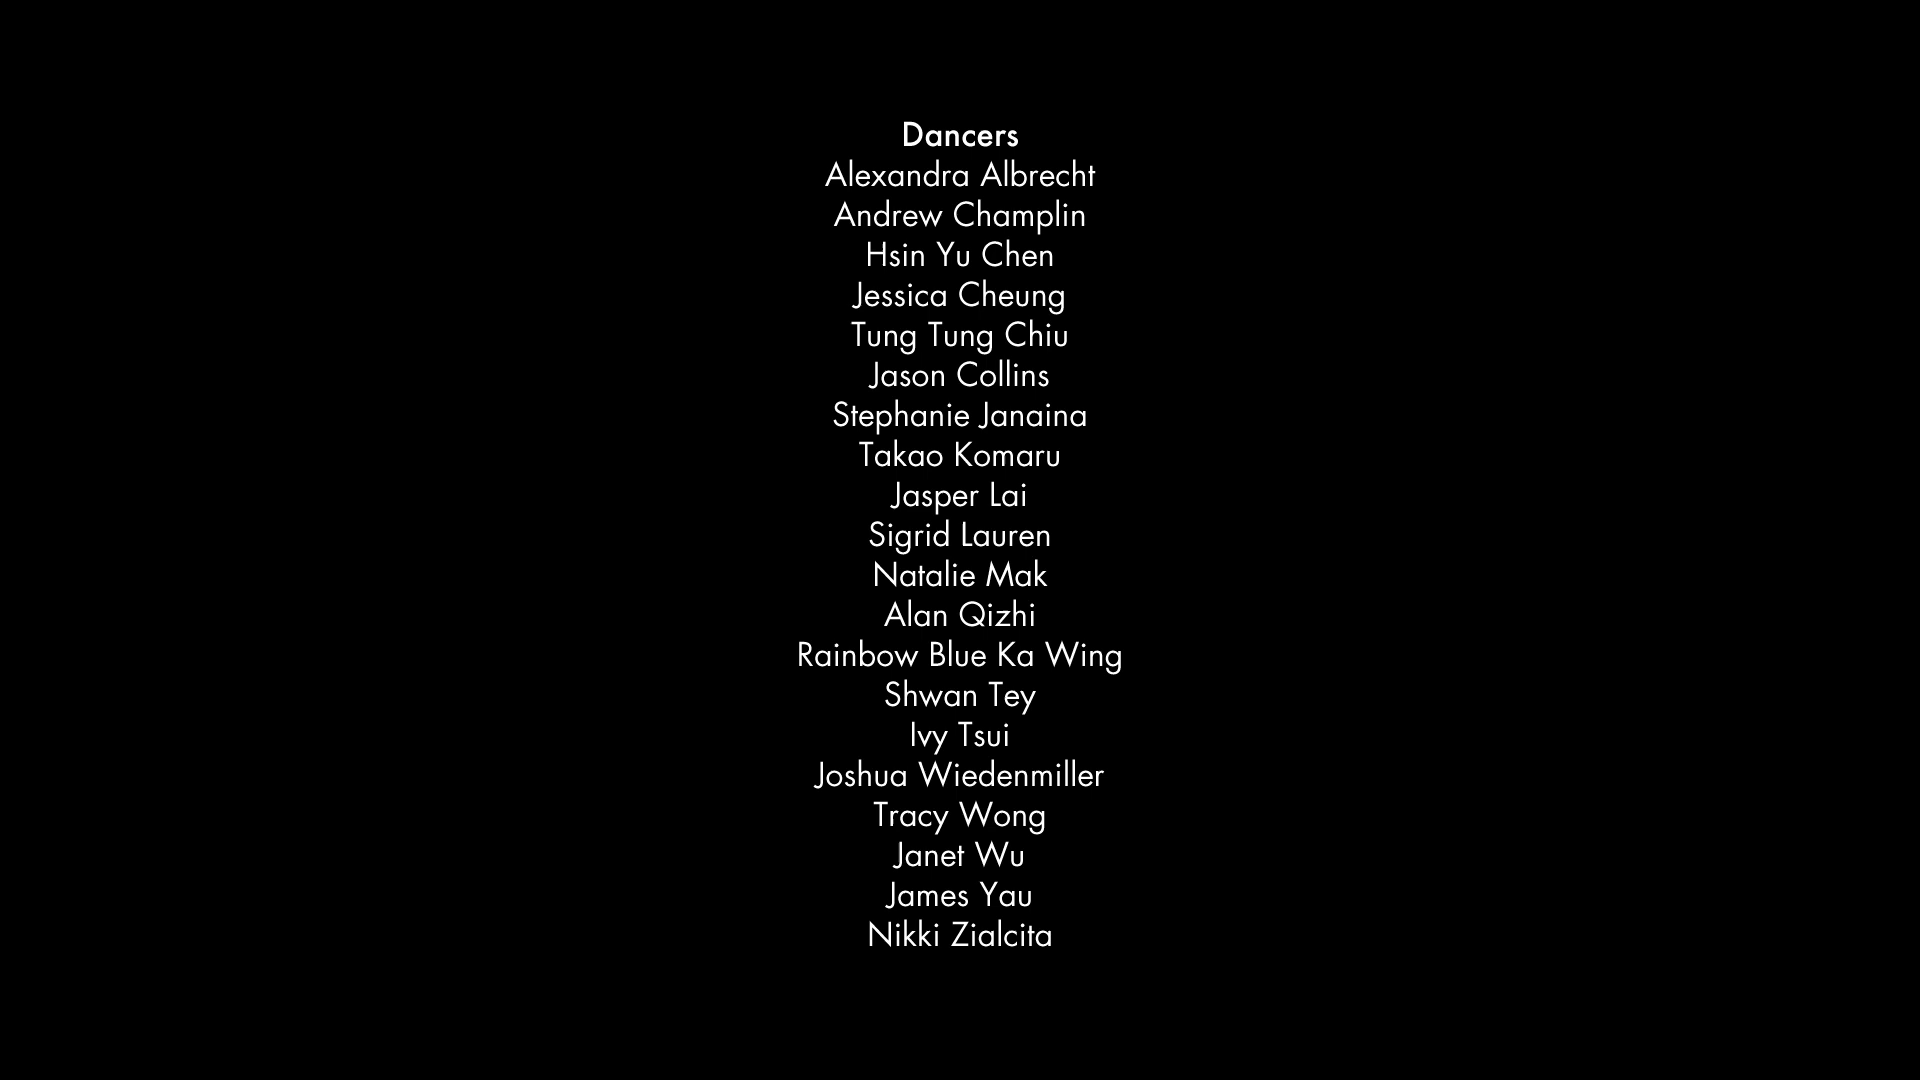 Dancers
Alexandra Albrecht
Andrew Champlin
Hsin Yu Chen
Jessica Cheung
Tung Tung Chiu
Jason Collins
Stephanie Janaina
Takao Komaru
Jasper Lai
Sigrid Lauren
Natalie Mak
Alan Qizhi
Rainbow Blue Ka Wing
Shwan Tey
Ivy Tsui
Joshua Wiedenmiller
Tracy Wong
Janet Wu
James Yau
Nikki Zialcita